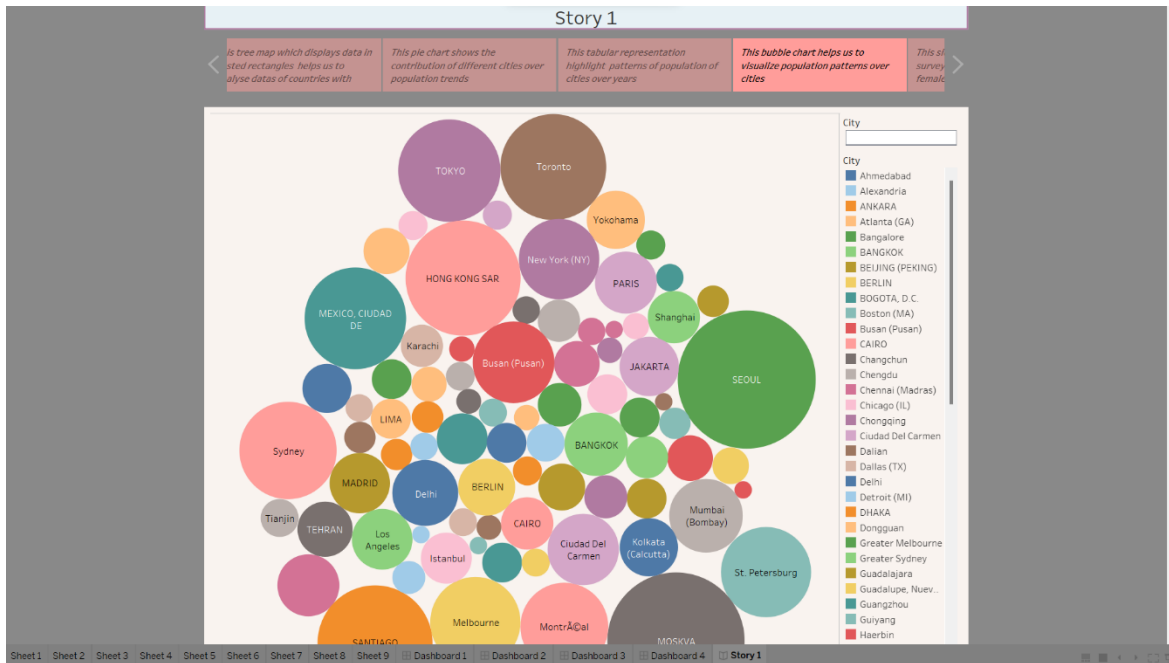 Story 1
is tree map which displays data in
sted rectangles helps us to
alyse datas of countries with
This pie chart shows the
contribution of different cities over
population trends
This tabular representation
highlight patterns of population of
cities over years
This bubble chart helps us to
visualize population patterns over
cities
This sl
survey
female
TOKYO
Toronto
Yokohama
HONG KONG SAR
New York (NY)
PARIS
MEXICO, CIUDAD
DE
Shanghai
Karachi
Busan (Pusan)
JAKARTA
SEOUL
LIMA
Sydney
BANGKOK
MADRID
Delhi
BERLIN
Tianjin
TEHRAN
Los
Angeles
CAIRO
Mumbai
(Bombay)
Istanbul
Ciudad Del
Carmen
Kolkata
(Calcutta)
St. Petersburg
Melbourne
MontrÃ©al
SANTIAGO
MOSKVA
City
City
Ahmedabad
Alexandria
ANKARA
Atlanta (GA)
Bangalore
BANGKOK
BEIJING (PEKING)
BERLIN
BOGOTA, D.C.
Boston (MA)
Busan (Pusan)
CAIRO
Changchun
Chengdu
Chennai (Madras)
Chicago (IL)
Chongqing
Ciudad Del Carmen
Dalian
Dallas (TX)
Delhi
Detroit (MI)
DHAKA
Dongguan
Greater Melbourne
Greater Sydney
Guadalajara
Guadalupe, Nuev...
Guangzhou
Guiyang
Haerbin
Sheet 1 Sheet 2 Sheet 3 Sheet 4 Sheet 5 Sheet 6 Sheet 7 Sheet 8 Sheet 9 Dashboard 1 Dashboard 2 Dashboard 3 Dashboard 4 Story 1